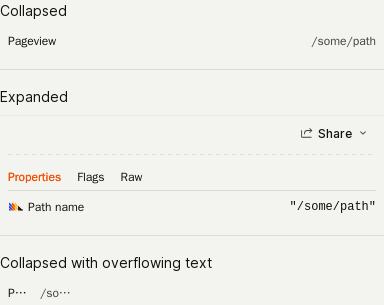 Collapsed
Pageview /some/path
Expanded
Share
Properties Flags Raw
Path name "/some/path"
Collapsed with overflowing text
P⋯ /so⋯